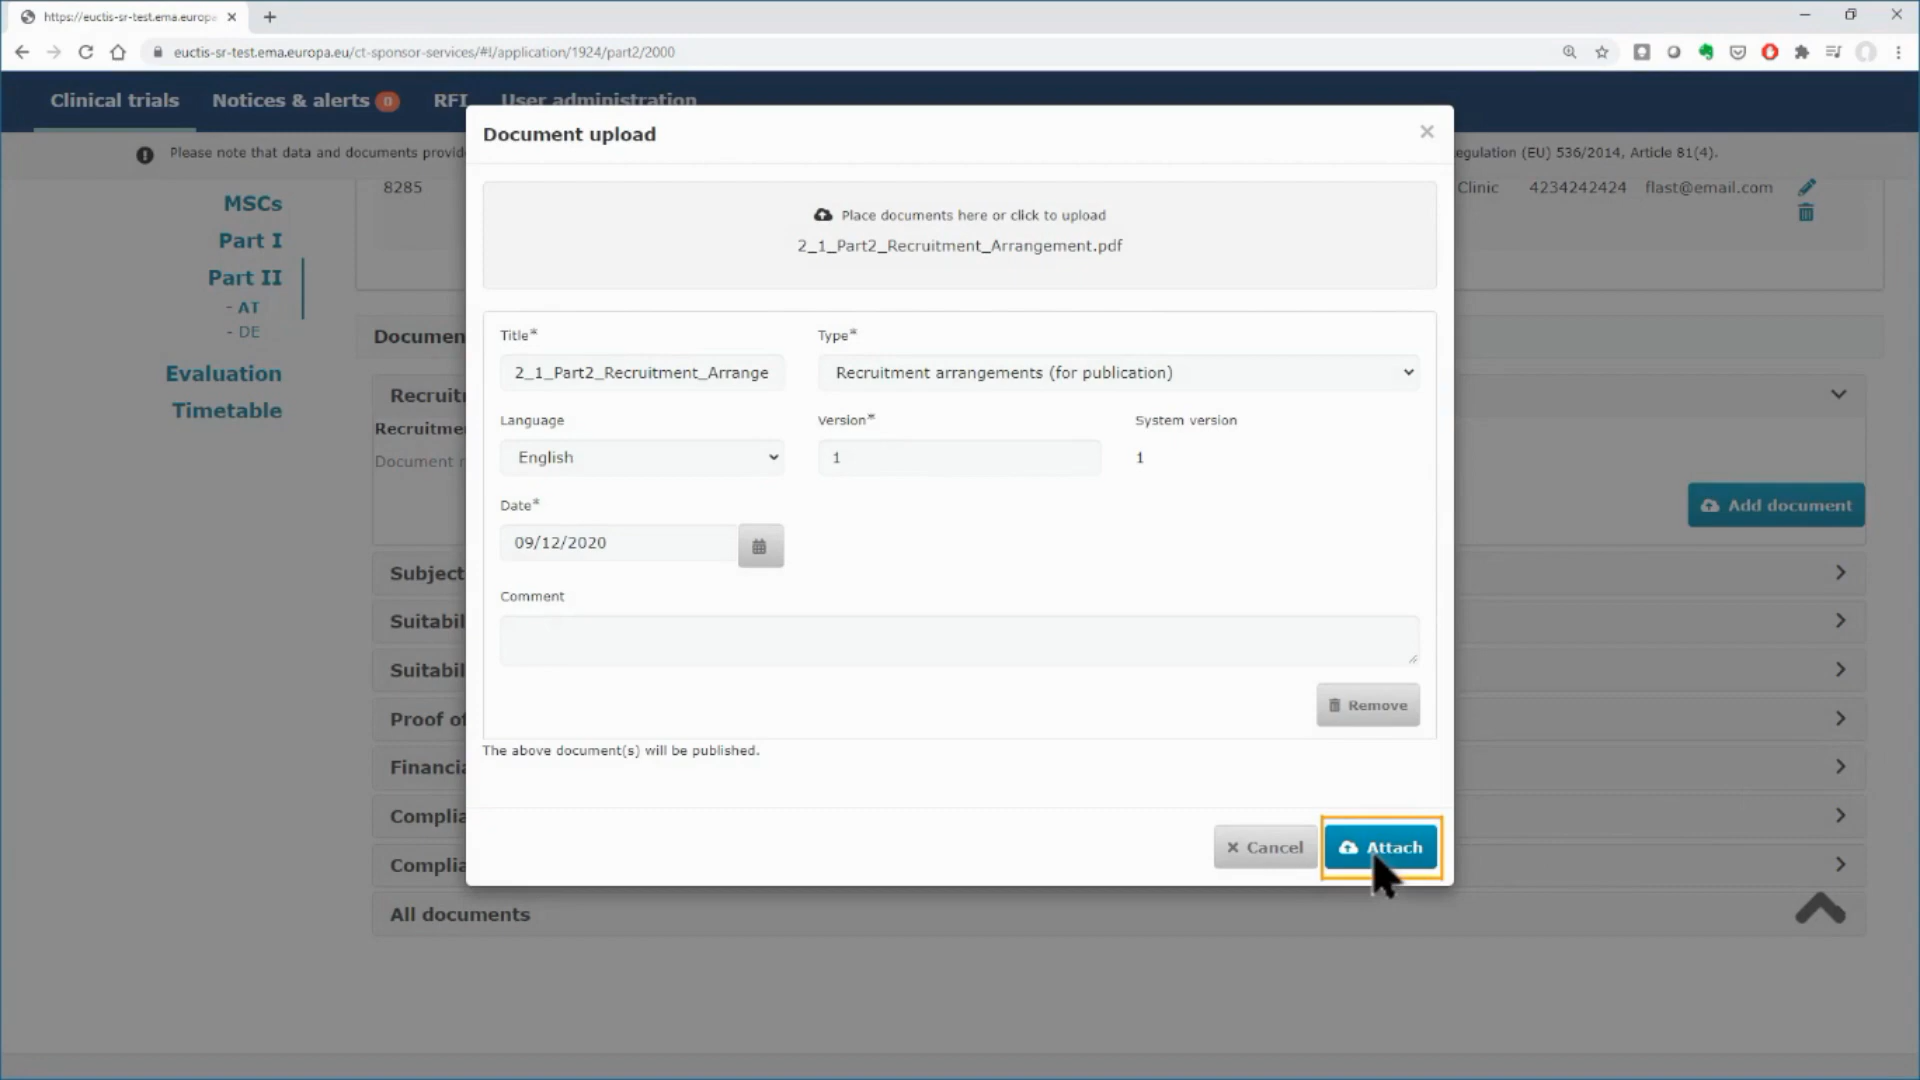 https://euctis-sr-test.ema.europa
euctis-sr-test.ema.europa.eu/ct-sponsor-services/#l/application/1924/part2/2000
Clinical trials Notices & alerts 0 RFI User administration
Please note that data and documents provid
egulation (EU) 536/2014, Article 81(4).
8285
Clinic 4234242424 flast@email.com
MSCs
Part I
Part II
- AT
- DE
Evaluation
Timetable
Document upload
Place documents here or click to upload
2_1_Part2_Recruitment_Arrangement.pdf
Title*
2_1_Part2_Recruitment_Arrange
Type*
Recruitment arrangements (for publication)
Language
English
Version*
1
System version
1
Date*
09/12/2020
Comment
Remove
The above document(s) will be published.
Cancel
Attach
Documen
Recruit
Recruitme
Document
Add document
Subject
Suitabil
Suitabil
Proof of
Financia
Complia
Complia
All documents